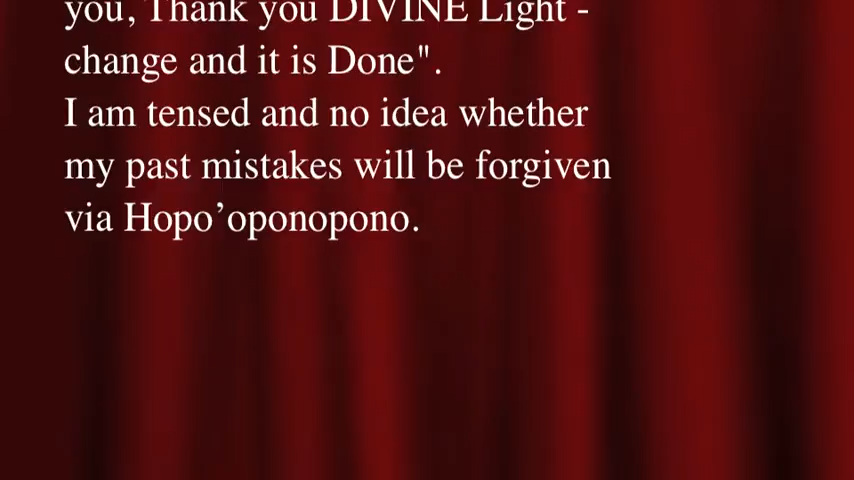 you, Thank you DIVINE Light -
change and it is Done".
I am tensed and no idea whether
my past mistakes will be forgiven
via Hopo’oponopono.